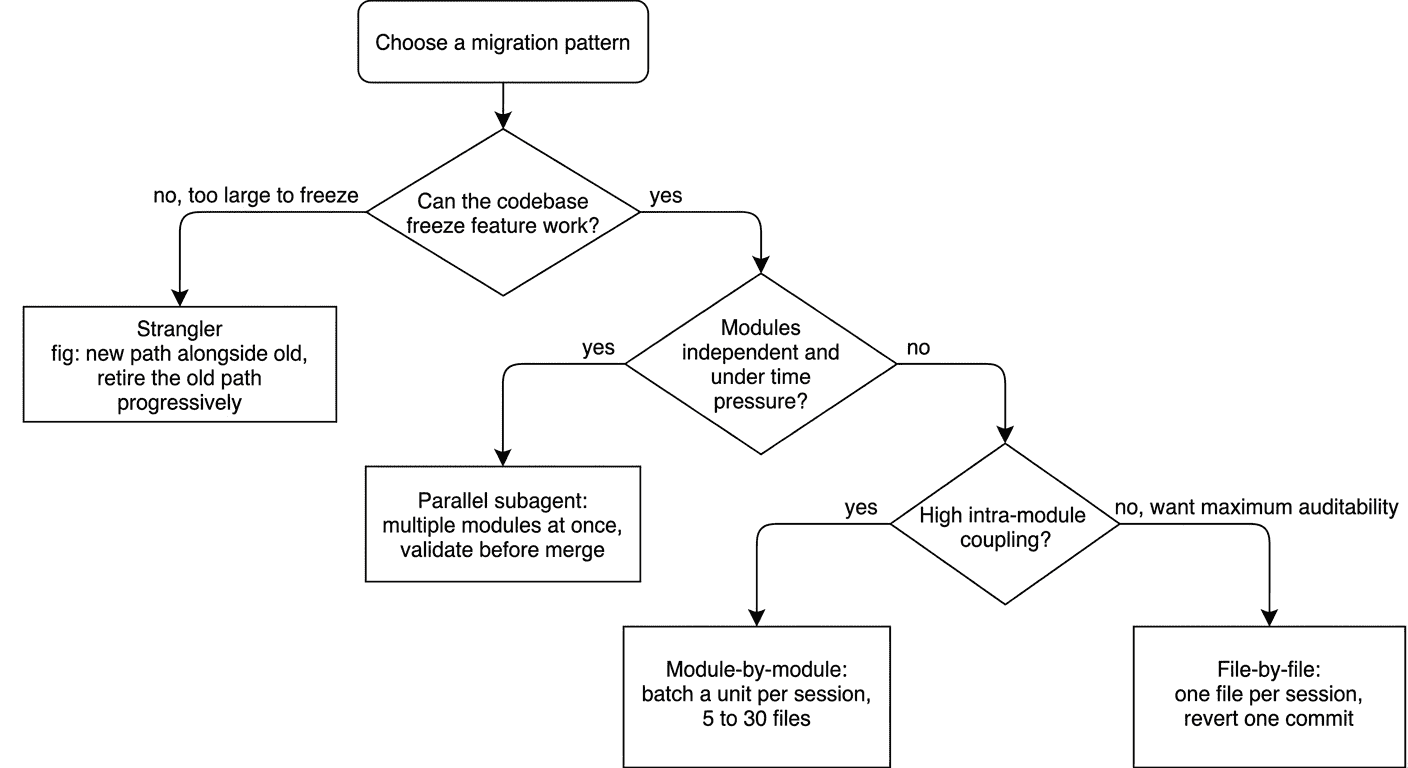 Choose a migration pattern
no, too large to freeze
Can the codebase
freeze feature work?
yes
Strangler
fig: new path alongside old,
retire the old path
progressively
yes
Modules
independent and
under time
pressure?
no
Parallel subagent:
multiple modules at once,
validate before merge
yes
High intra-module
coupling?
no, want maximum auditability
Module-by-module:
batch a unit per session,
5 to 30 files
File-by-file:
one file per session,
revert one commit